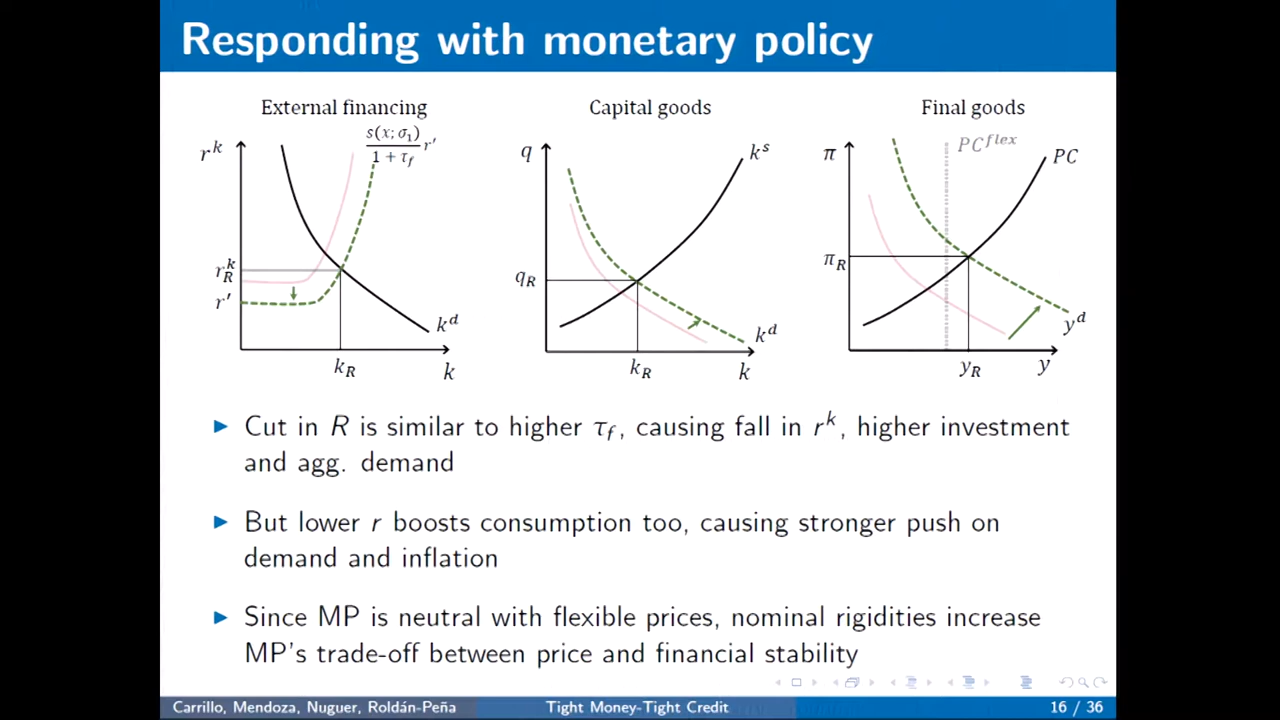 Responding with monetary policy
External financing
Capital goods
Final goods
r^k
s(x; σ₁)
1 + τ_f
r'
r_R^k
r'
k^d
k_R
k
q
k^s
q_R
k^d
k_R
k
π
PC^flex
PC
π_R
y^d
y_R
y
Cut in R is similar to higher τ_f, causing fall in r^k, higher investment
and agg. demand
But lower r boosts consumption too, causing stronger push on
demand and inflation
Since MP is neutral with flexible prices, nominal rigidities increase
MP's trade-off between price and financial stability
Carrillo, Mendoza, Nuguer, Roldán-Peña
Tight Money-Tight Credit
16 / 36